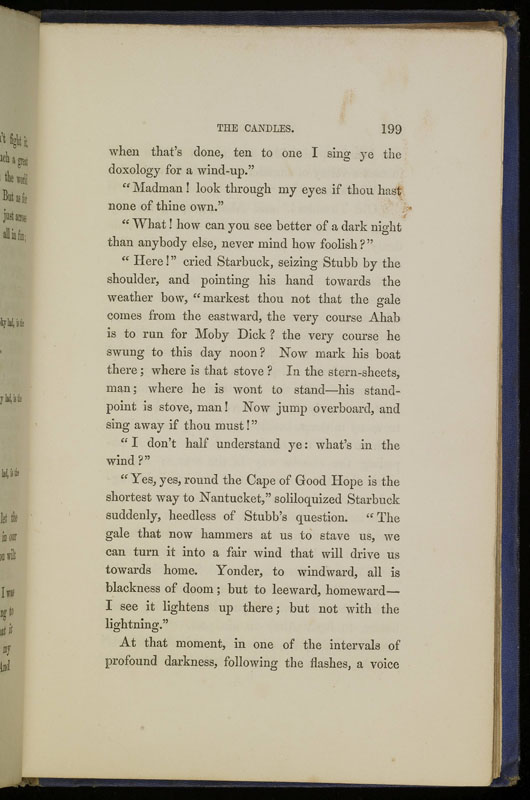 THE CANDLES. 199
when that's done, ten to one I sing ye the
doxology for a wind-up."
"Madman! look through my eyes if thou hast
none of thine own."
"What! how can you see better of a dark night
than anybody else, never mind how foolish?"
"Here!" cried Starbuck, seizing Stubb by the
shoulder, and pointing his hand towards the
weather bow, "markest thou not that the gale
comes from the eastward, the very course Ahab
is to run for Moby Dick? the very course he
swung to this day noon? Now mark his boat
there; where is that stove? In the stern-sheets,
man; where he is wont to stand—his stand-
point is stove, man! Now jump overboard, and
sing away if thou must!"
"I don't half understand ye: what's in the
wind?"
"Yes, yes, round the Cape of Good Hope is the
shortest way to Nantucket," soliloquized Starbuck
suddenly, heedless of Stubb's question. "The
gale that now hammers at us to stave us, we
can turn it into a fair wind that will drive us
towards home. Yonder, to windward, all is
blackness of doom; but to leeward, homeward—
I see it lightens up there; but not with the
lightning."
At that moment, in one of the intervals of
profound darkness, following the flashes, a voice